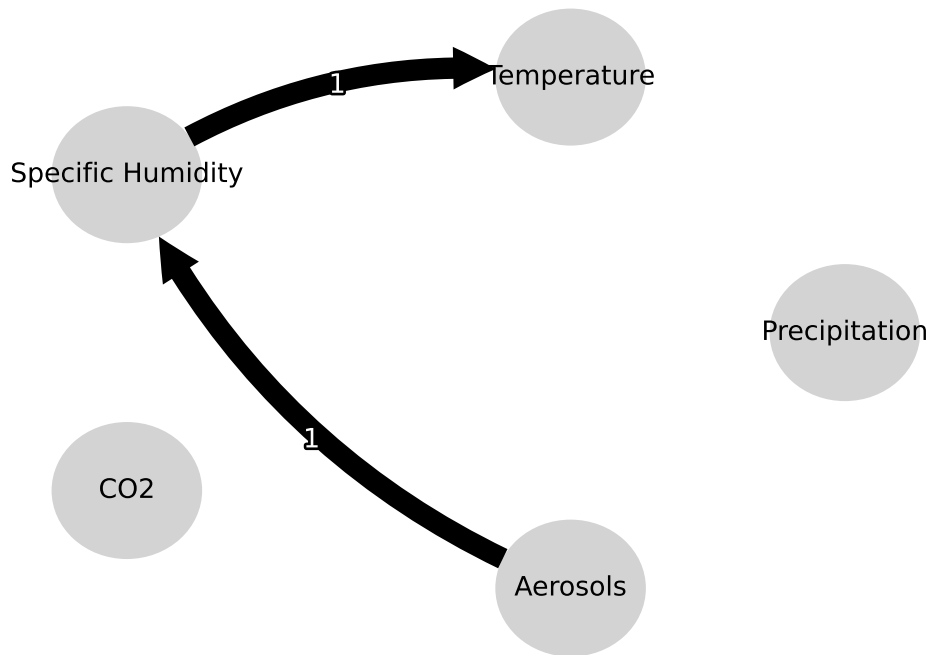 Temperature
1
Specific Humidity
Precipitation
1
CO2
Aerosols